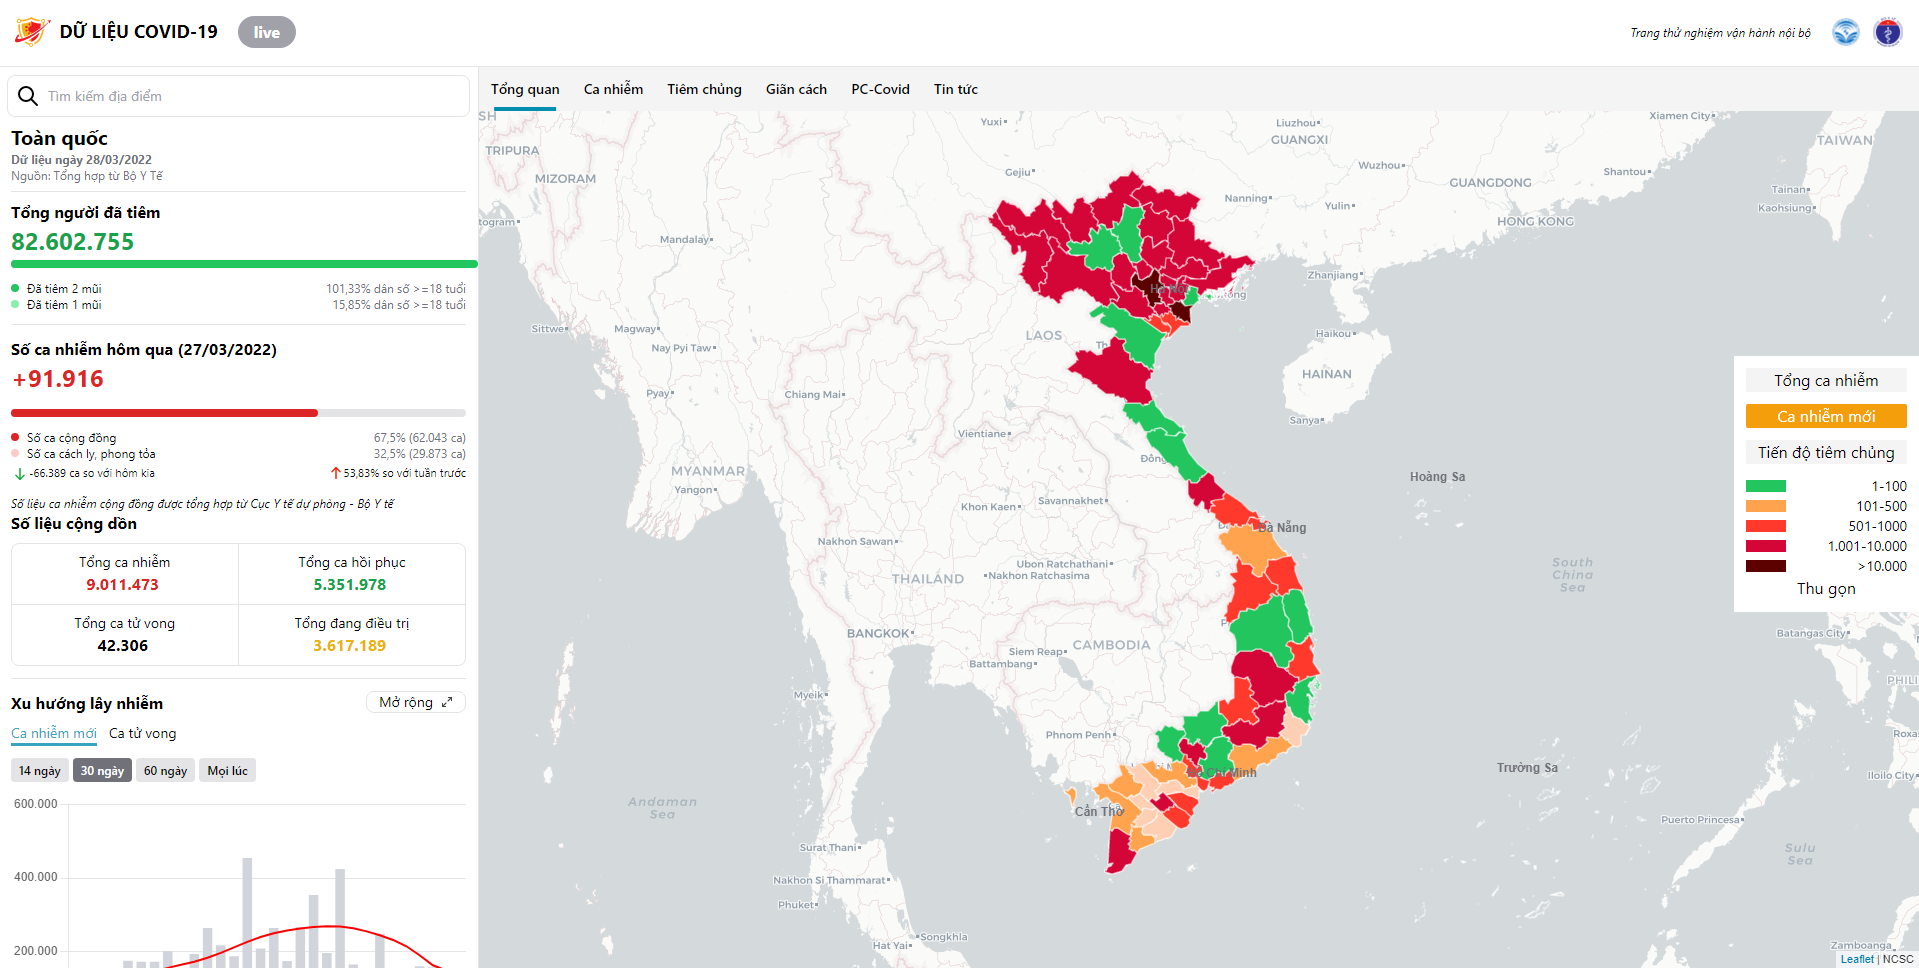 DỮ LIỆU COVID-19
live
Trang thử nghiệm vận hành nội bộ
Tìm kiếm địa điểm
Toàn quốc
Dữ liệu ngày 28/03/2022
Nguồn: Tổng hợp từ Bộ Y Tế
Tổng người đã tiêm
82.602.755
Đã tiêm 2 mũi 101,33% dân số >=18 tuổi
Đã tiêm 1 mũi 15,85% dân số >=18 tuổi
Số ca nhiễm hôm qua (27/03/2022)
+91.916
Số ca cộng đồng 67,5% (62.043 ca)
Số ca cách ly, phong tỏa 32,5% (29.873 ca)
-66.389 ca so với hôm kia 53,83% so với tuần trước
Số liệu ca nhiễm cộng đồng được tổng hợp từ Cục Y tế dự phòng - Bộ Y tế
Số liệu cộng dồn
Tổng ca nhiễm Tổng ca hồi phục
9.011.473 5.351.978
Tổng ca tử vong Tổng đang điều trị
42.306 3.617.189
Xu hướng lây nhiễm Mở rộng
Ca nhiễm mới Ca tử vong
14 ngày 30 ngày 60 ngày Mọi lúc
600.000
400.000
200.000
Tổng quan Ca nhiễm Tiêm chủng Giãn cách PC-Covid Tin tức
SH
TRIPURA
MIZORAM
togram
Mandalay
Sittwe
Magway
Nay Pyi Taw
Pyay
MYANMAR
Yangon
Yuxi
Gejiu
Liuzhou
GUANGXI
Wuzhou
Nanning
Yulin
GUANGDONG
HONG KONG
Xiamen City
Shantou
TAIWAN
Tainan
Kaohsiung
Zhanjiang
Haikou
HAINAN
Sanya
Hà Nội
LAOS
Chiang Mai
Vientiane
Đông
Savannakhet
Khon Kaen
Nakhon Sawan
Ubon Ratchathani
THAILAND
Nakhon Ratchasima
BANGKOK
Siem Reap
CAMBODIA
Battambang
Myeik
Phnom Penh
Đà Nẵng
Hoàng Sa
South
China
Sea
Trường Sa
Hồ Chí Minh
Cần Thơ
Andaman
Sea
Surat Thani
Nakhon Si Thammarat
Phuket
Hat Yai
Songkhla
Batangas City
PHILI
Roxa
Iloilo City
Puerto Princesa
Sulu
Sea
Zamboanga
Tổng ca nhiễm
Ca nhiễm mới
Tiến độ tiêm chủng
1-100
101-500
501-1000
1.001-10.000
>10.000
Thu gọn
Leaflet | NCSC